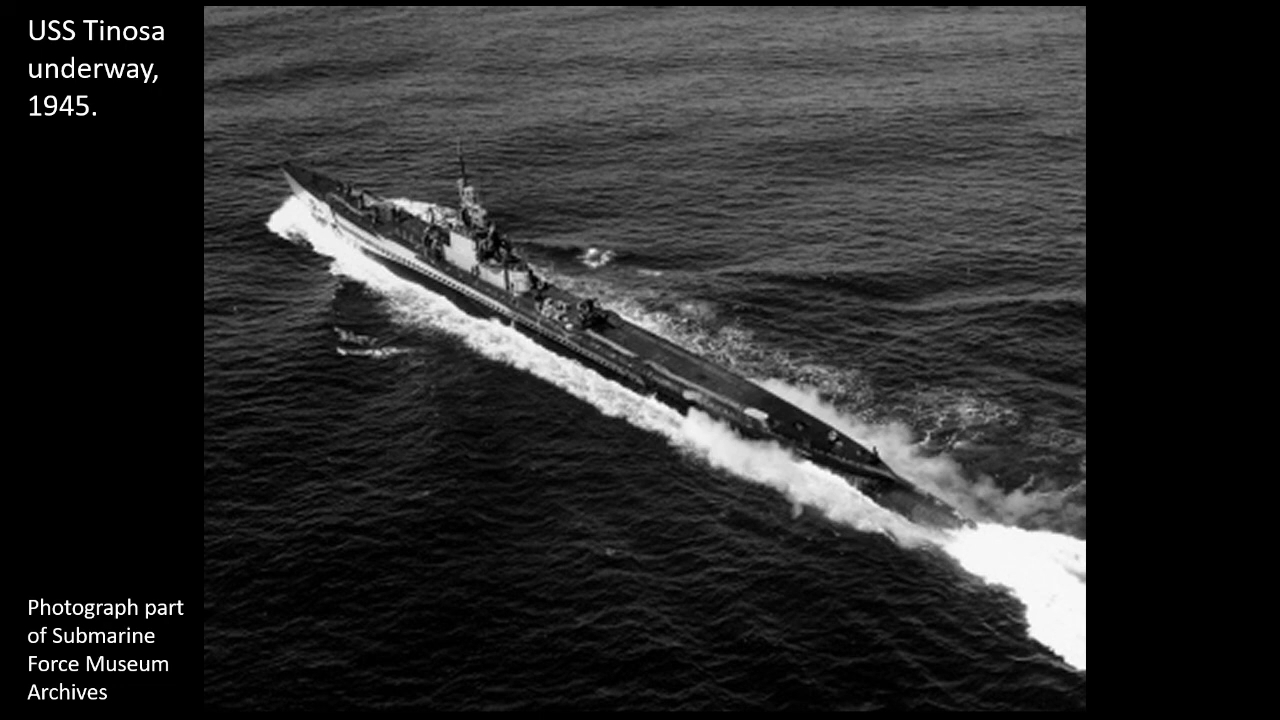 USS Tinosa
underway,
1945.
Photograph part
of Submarine
Force Museum
Archives